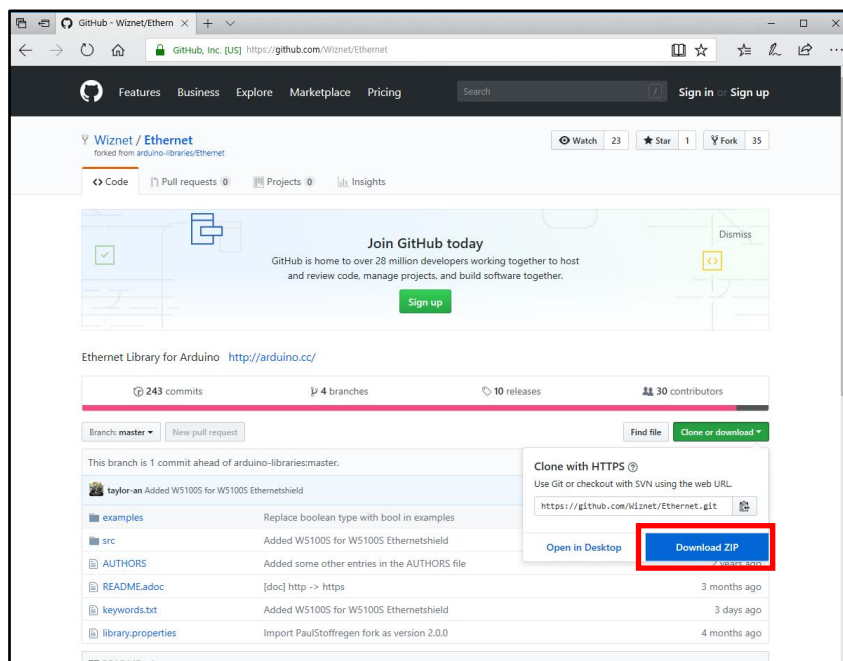 GitHub - Wiznet/Ethern
GitHub, Inc. [US] https://github.com/Wiznet/Ethernet
Features Business Explore Marketplace Pricing Search / Sign in or Sign up
Wiznet / Ethernet
forked from arduino-libraries/Ethernet
Watch 23 Star 1 Fork 35
Code Pull requests 0 Projects 0 Insights
Dismiss
Join GitHub today
GitHub is home to over 28 million developers working together to host
and review code, manage projects, and build software together.
Sign up
Ethernet Library for Arduino http://arduino.cc/
243 commits 4 branches 10 releases 30 contributors
Branch: master New pull request Find file Clone or download
This branch is 1 commit ahead of arduino-libraries:master.
taylor-an Added W5100S for W5100S Ethernetshield
Clone with HTTPS
Use Git or checkout with SVN using the web URL.
https://github.com/Wiznet/Ethernet.git
Open in Desktop Download ZIP
examples Replace boolean type with bool in examples
src Added W5100S for W5100S Ethernetshield
AUTHORS Added some other entries in the AUTHORS file 2 years ago
README.adoc [doc] http -> https 3 months ago
keywords.txt Added W5100S for W5100S Ethernetshield 3 days ago
library.properties Import PaulStoffregen fork as version 2.0.0 4 months ago